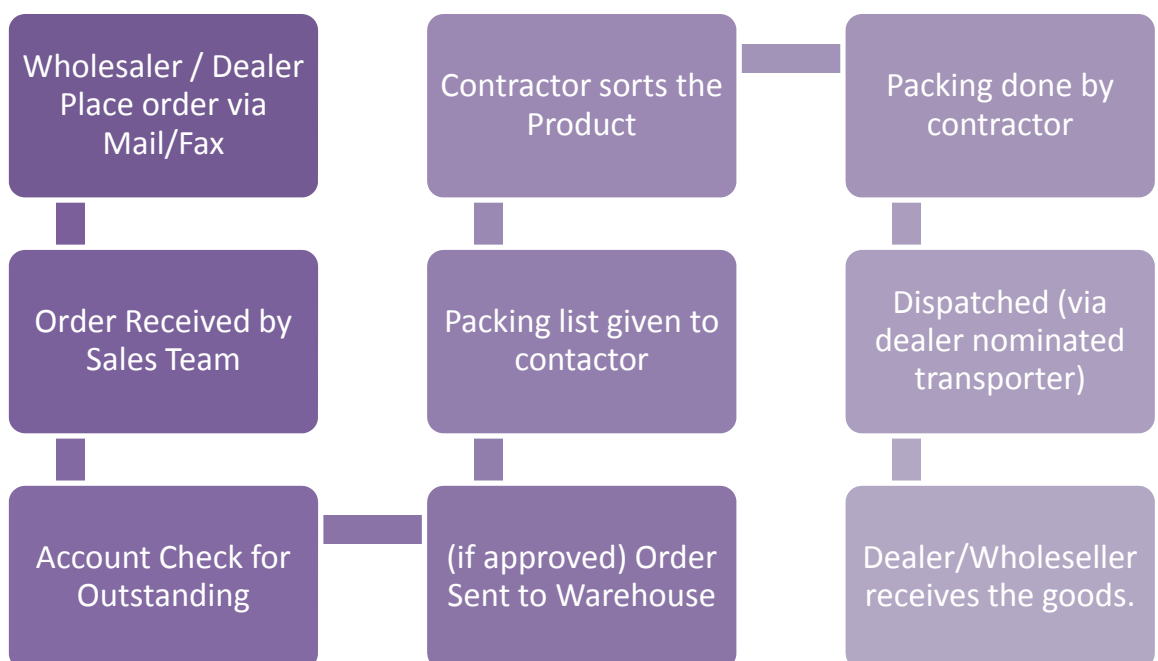 Wholesaler / Dealer
Place order via
Mail/Fax
Order Received by
Sales Team
Account Check for
Outstanding
(if approved) Order
Sent to Warehouse
Packing list given to
contactor
Contractor sorts the
Product
Packing done by
contractor
Dispatched (via
dealer nominated
transporter)
Dealer/Wholeseller
receives the goods.